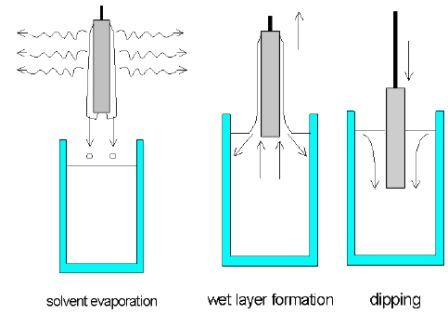 solvent evaporation
wet layer formation
dipping